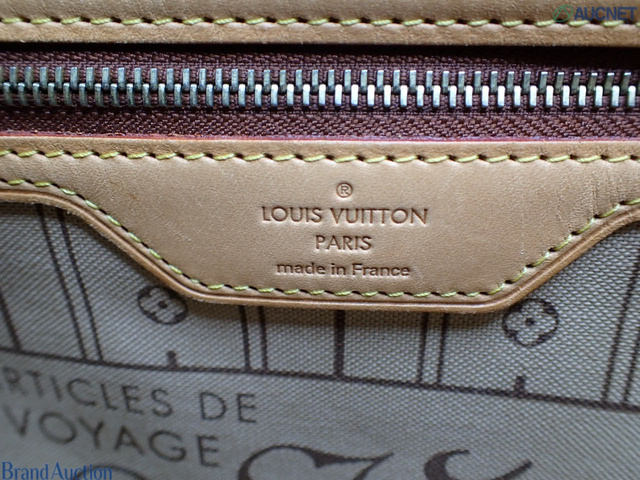 AUCNET
®
LOUIS VUITTON
PARIS
made in France
ARTICLES DE
VOYAGE
Brand Auction